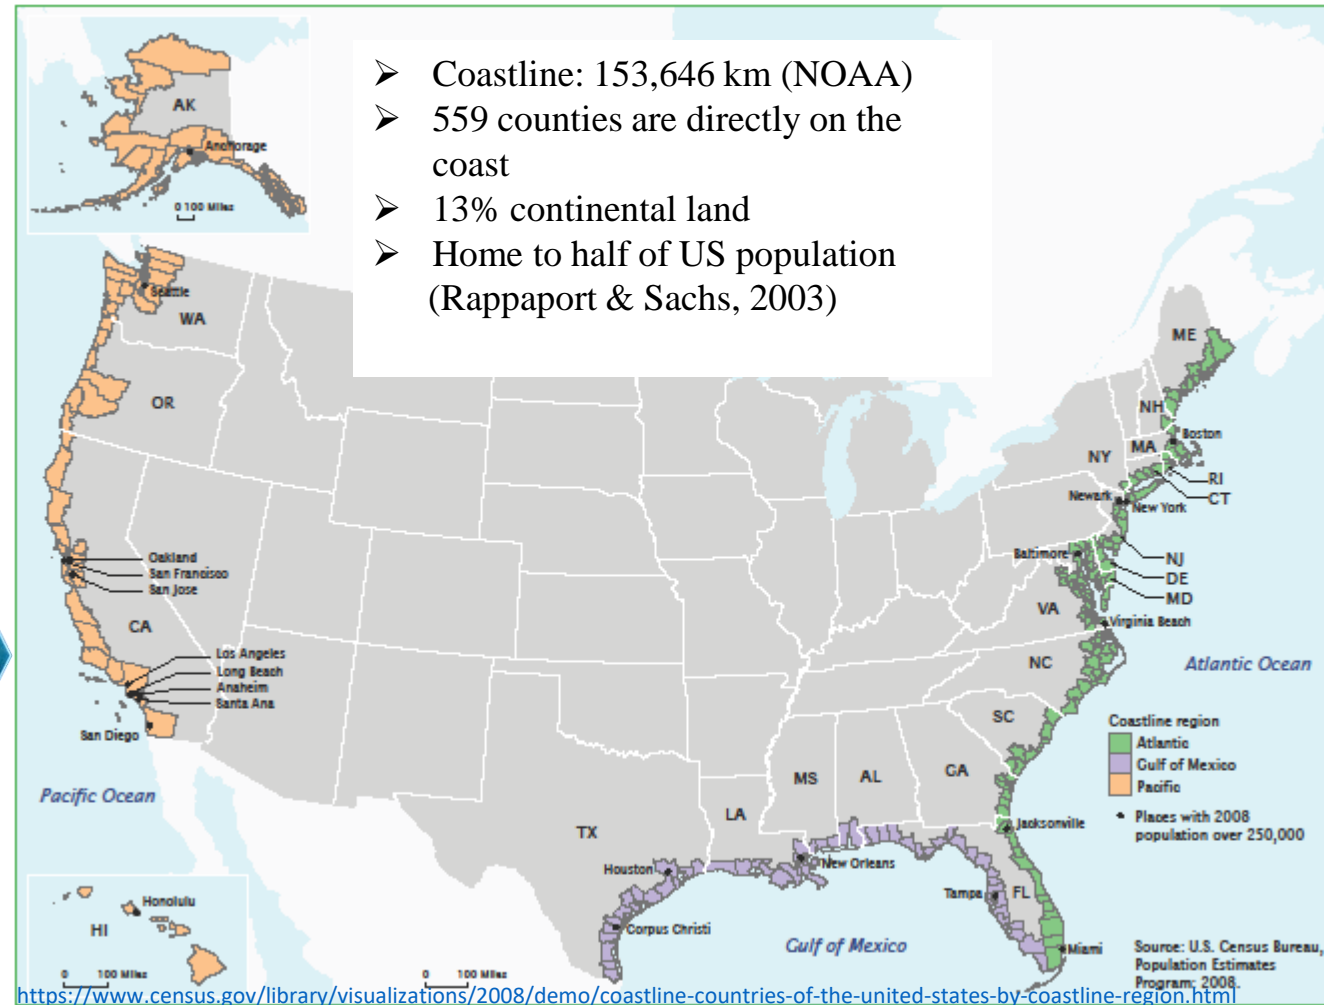 ➢ Coastline: 153,646 km (NOAA)
➢ 559 counties are directly on the
coast
➢ 13% continental land
➢ Home to half of US population
(Rappaport & Sachs, 2003)
AK
Anchorage
0 100 Miles
Seattle
WA
OR
Oakland
San Francisco
San Jose
CA
Los Angeles
Long Beach
Anaheim
Santa Ana
San Diego
Pacific Ocean
Honolulu
HI
0 100 Miles
ME
NH
Boston
MA
NY
RI
CT
Newark
New York
Baltimore
NJ
DE
MD
VA
Virginia Beach
NC
Atlantic Ocean
SC
MS
AL
GA
LA
TX
Jacksonville
Houston
New Orleans
Tampa
FL
Corpus Christi
Miami
Gulf of Mexico
0 100 Miles
Coastline region
Atlantic
Gulf of Mexico
Pacific
• Places with 2008
population over 250,000
Source: U.S. Census Bureau,
Population Estimates
Program; 2008.
https://www.census.gov/library/visualizations/2008/demo/coastline-countries-of-the-united-states-by-coastline-region.html